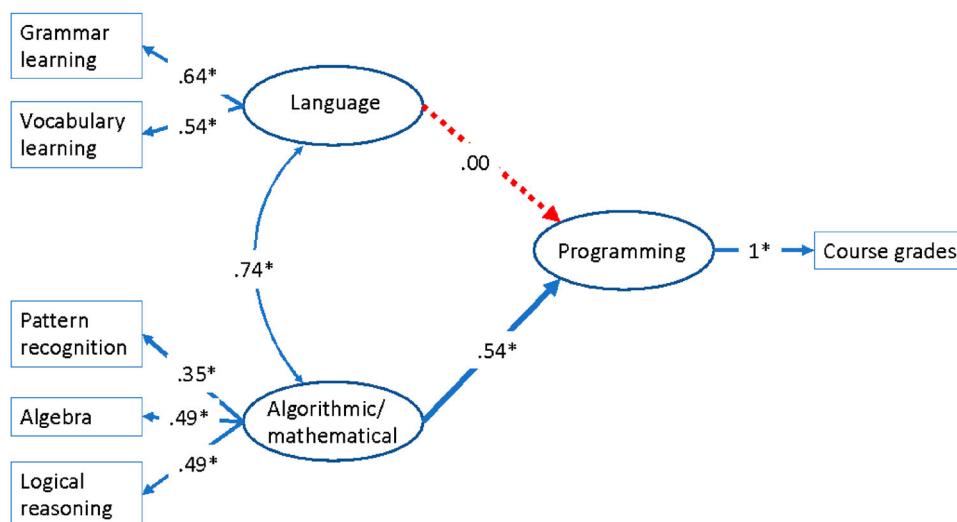 Grammar
learning
.64*
Language
Vocabulary
learning
.54*
.00
Programming
1*
Course grades
.74*
Pattern
recognition
.35*
.54*
Algebra
.49*
Algorithmic/
mathematical
.49*
Logical
reasoning